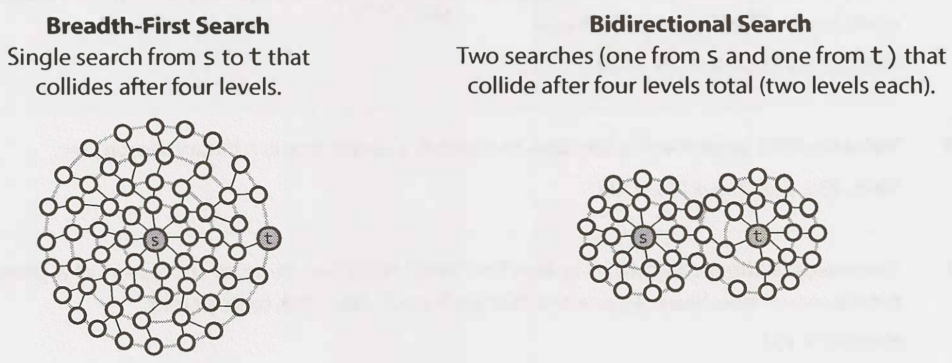 Breadth-First Search
Single search from s to t that
collides after four levels.
s
t
Bidirectional Search
Two searches (one from s and one from t) that
collide after four levels total (two levels each).
s
t